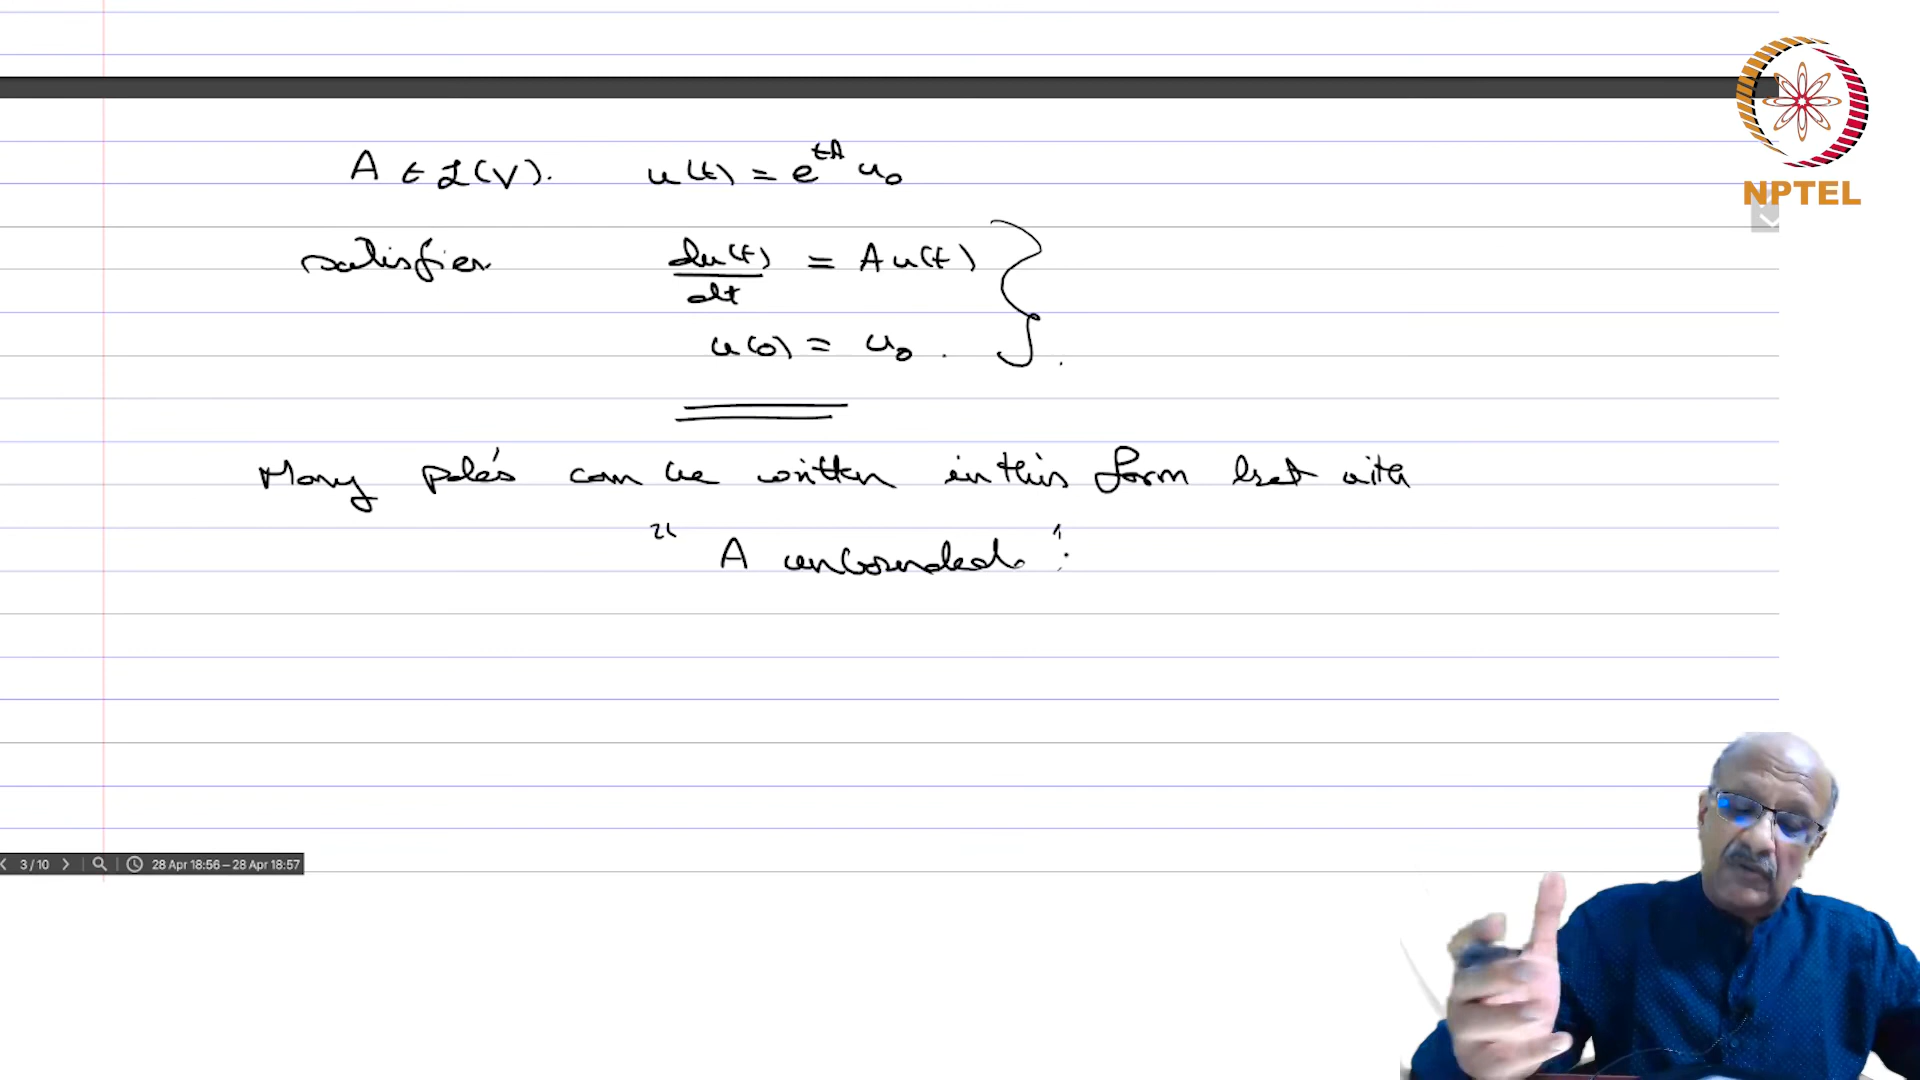 A ∈ ℒ(V). u(t) = e^{tA} u₀
satisfies du(t)/dt = Au(t)
u(0) = u₀.
Many pde's can be written in this form but with
"A unbounded".
NPTEL
3/10 28 Apr 18:56 – 28 Apr 18:57